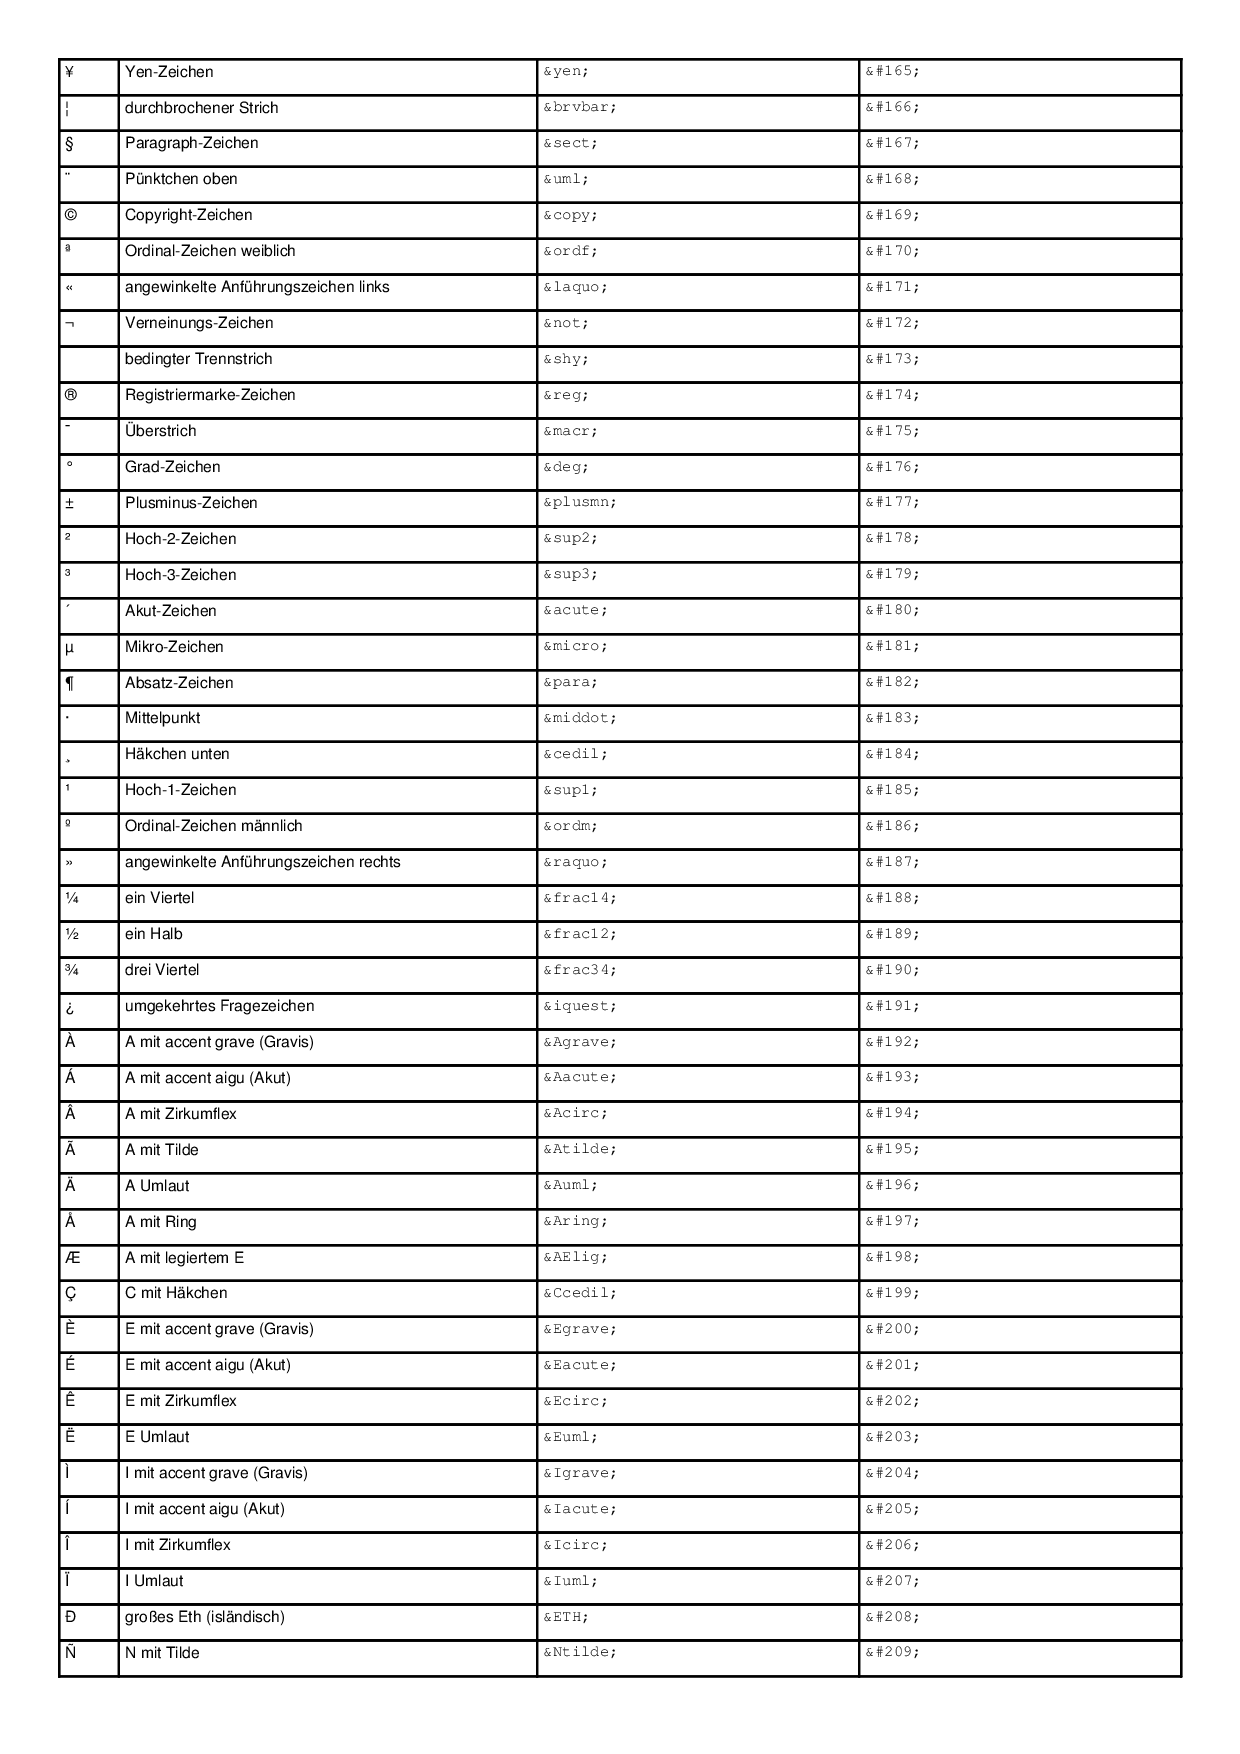 ¥ Yen-Zeichen &yen; &#165;
¦ durchbrochener Strich &brvbar; &#166;
§ Paragraph-Zeichen &sect; &#167;
¨ Pünktchen oben &uml; &#168;
© Copyright-Zeichen &copy; &#169;
ª Ordinal-Zeichen weiblich &ordf; &#170;
« angewinkelte Anführungszeichen links &laquo; &#171;
¬ Verneinungs-Zeichen &not; &#172;
bedingter Trennstrich &shy; &#173;
® Registriermarke-Zeichen &reg; &#174;
¯ Überstrich &macr; &#175;
° Grad-Zeichen &deg; &#176;
± Plusminus-Zeichen &plusmn; &#177;
² Hoch-2-Zeichen &sup2; &#178;
³ Hoch-3-Zeichen &sup3; &#179;
´ Akut-Zeichen &acute; &#180;
µ Mikro-Zeichen &micro; &#181;
¶ Absatz-Zeichen &para; &#182;
· Mittelpunkt &middot; &#183;
¸ Häkchen unten &cedil; &#184;
¹ Hoch-1-Zeichen &sup1; &#185;
º Ordinal-Zeichen männlich &ordm; &#186;
» angewinkelte Anführungszeichen rechts &raquo; &#187;
¼ ein Viertel &frac14; &#188;
½ ein Halb &frac12; &#189;
¾ drei Viertel &frac34; &#190;
¿ umgekehrtes Fragezeichen &iquest; &#191;
À A mit accent grave (Gravis) &Agrave; &#192;
Á A mit accent aigu (Akut) &Aacute; &#193;
Â A mit Zirkumflex &Acirc; &#194;
Ã A mit Tilde &Atilde; &#195;
Ä A Umlaut &Auml; &#196;
Å A mit Ring &Aring; &#197;
Æ A mit legiertem E &AElig; &#198;
Ç C mit Häkchen &Ccedil; &#199;
È E mit accent grave (Gravis) &Egrave; &#200;
É E mit accent aigu (Akut) &Eacute; &#201;
Ê E mit Zirkumflex &Ecirc; &#202;
Ë E Umlaut &Euml; &#203;
Ì I mit accent grave (Gravis) &Igrave; &#204;
Í I mit accent aigu (Akut) &Iacute; &#205;
Î I mit Zirkumflex &Icirc; &#206;
Ï I Umlaut &Iuml; &#207;
Ð großes Eth (isländisch) &ETH; &#208;
Ñ N mit Tilde &Ntilde; &#209;